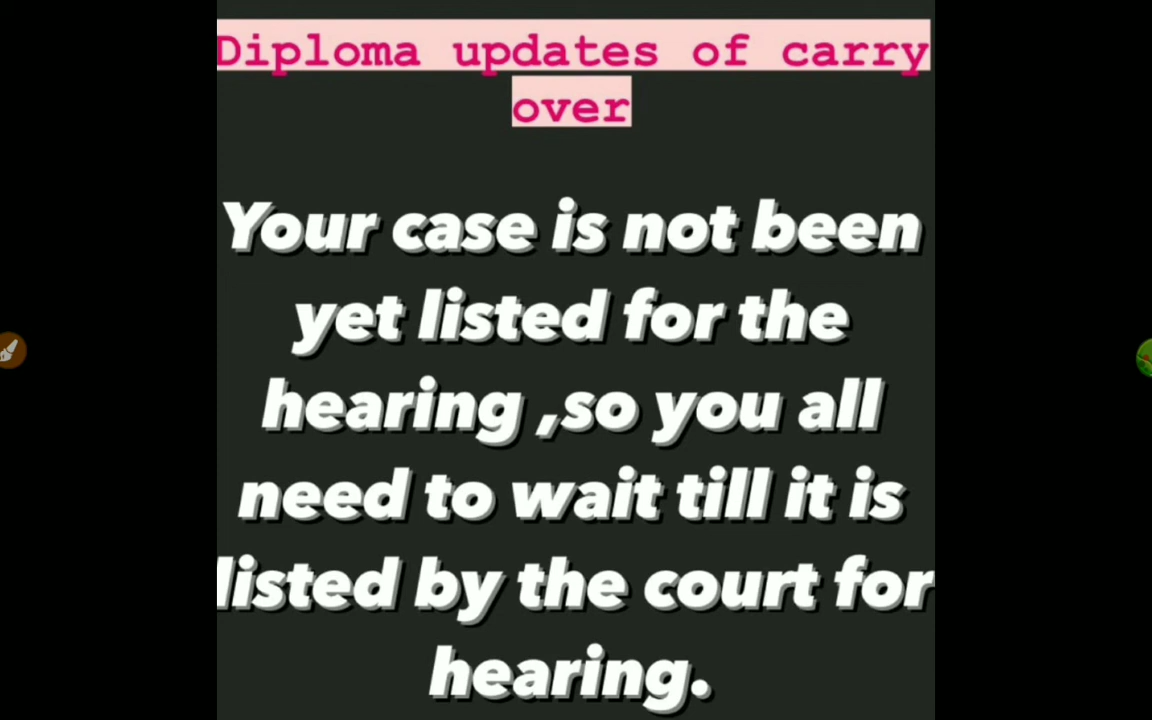 Diploma updates of carry
over
Your case is not been
yet listed for the
hearing ,so you all
need to wait till it is
listed by the court for
hearing.